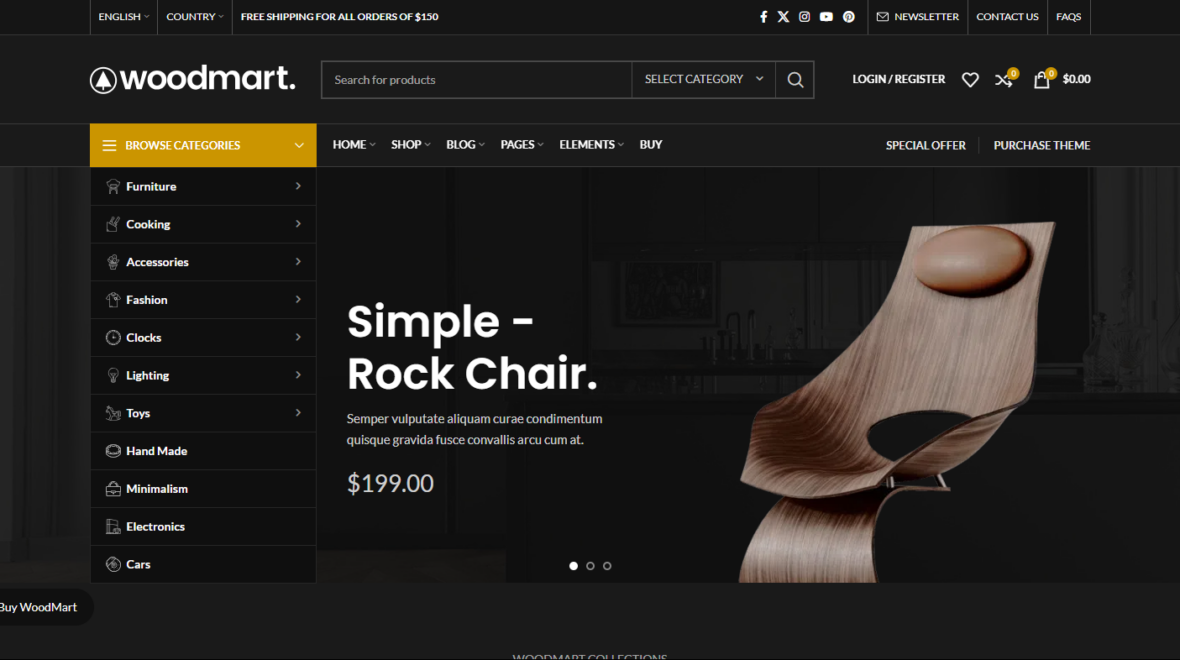 ENGLISH
COUNTRY
FREE SHIPPING FOR ALL ORDERS OF $150
NEWSLETTER
CONTACT US
FAQS
woodmart.
Search for products
SELECT CATEGORY
LOGIN / REGISTER
0
0
$0.00
BROWSE CATEGORIES
HOME
SHOP
BLOG
PAGES
ELEMENTS
BUY
SPECIAL OFFER
PURCHASE THEME
Furniture
Cooking
Accessories
Fashion
Clocks
Lighting
Toys
Hand Made
Minimalism
Electronics
Cars
Simple -
Rock Chair.
Semper vulputate aliquam curae condimentum
quisque gravida fusce convallis arcu cum at.
$199.00
Buy WoodMart
WOODMART COLLECTIONS